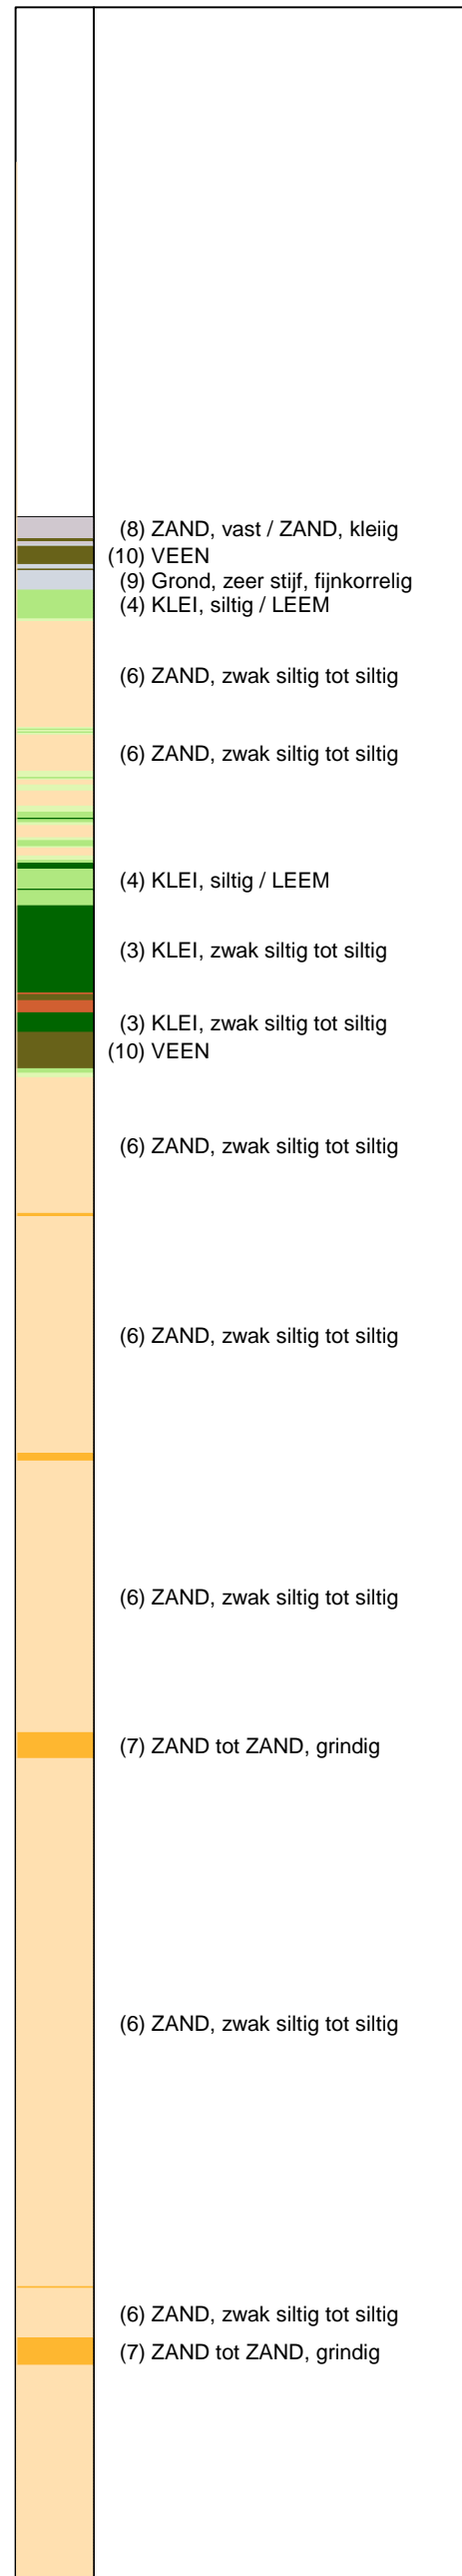 (8) ZAND, vast / ZAND, kleiig
(10) VEEN
(9) Grond, zeer stijf, fijnkorrelig
(4) KLEI, siltig / LEEM
(6) ZAND, zwak siltig tot siltig
(6) ZAND, zwak siltig tot siltig
(4) KLEI, siltig / LEEM
(3) KLEI, zwak siltig tot siltig
(3) KLEI, zwak siltig tot siltig
(10) VEEN
(6) ZAND, zwak siltig tot siltig
(6) ZAND, zwak siltig tot siltig
(6) ZAND, zwak siltig tot siltig
(7) ZAND tot ZAND, grindig
(6) ZAND, zwak siltig tot siltig
(6) ZAND, zwak siltig tot siltig
(7) ZAND tot ZAND, grindig